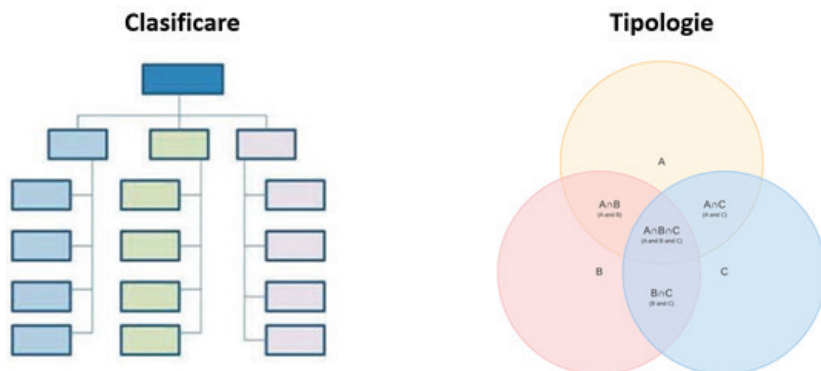 Clasificare
Tipologie
A
A∩B
(A and B)
A∩C
(A and C)
A∩B∩C
(A and B and C)
B
C
B∩C
(B and C)